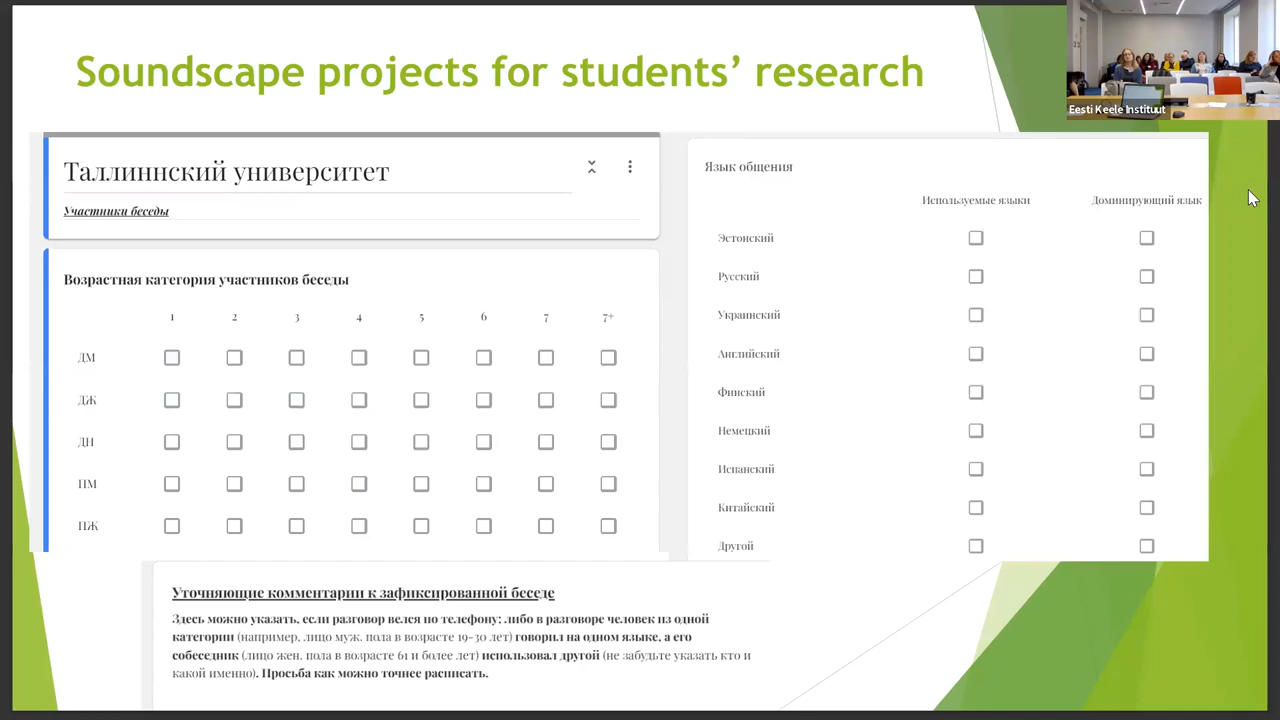 Soundscape projects for students’ research
Eesti Keele Instituut
Таллиннский университет
Участники беседы
Возрастная категория участников беседы
1 2 3 4 5 6 7 7+
ДМ
ДЖ
ДН
ПМ
ПЖ
Язык общения
Используемые языки Доминирующий язык
Эстонский
Русский
Украинский
Английский
Финский
Немецкий
Испанский
Китайский
Другой
Уточняющие комментарии к зафиксированной беседе
Здесь можно указать, если разговор велся по телефону; либо в разговоре человек из одной
категории (например, лицо муж. пола в возрасте 19-30 лет) говорил на одном языке, а его
собеседник (лицо жен. пола в возрасте 61 и более лет) использовал другой (не забудьте указать кто и
какой именно). Просьба как можно точнее расписать.